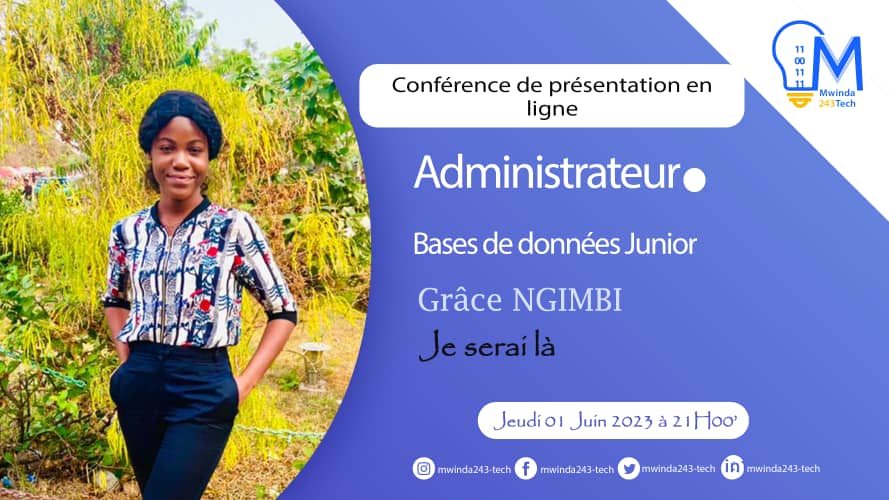 11
00
11
11
M
Mwinda
243Tech
Conférence de présentation en
ligne
Administrateur.
Bases de données Junior
Grâce NGIMBI
Je serai là
Jeudi 01 Juin 2023 à 21H00’
mwinda243-tech f mwinda243-tech mwinda243-tech in mwinda243-tech